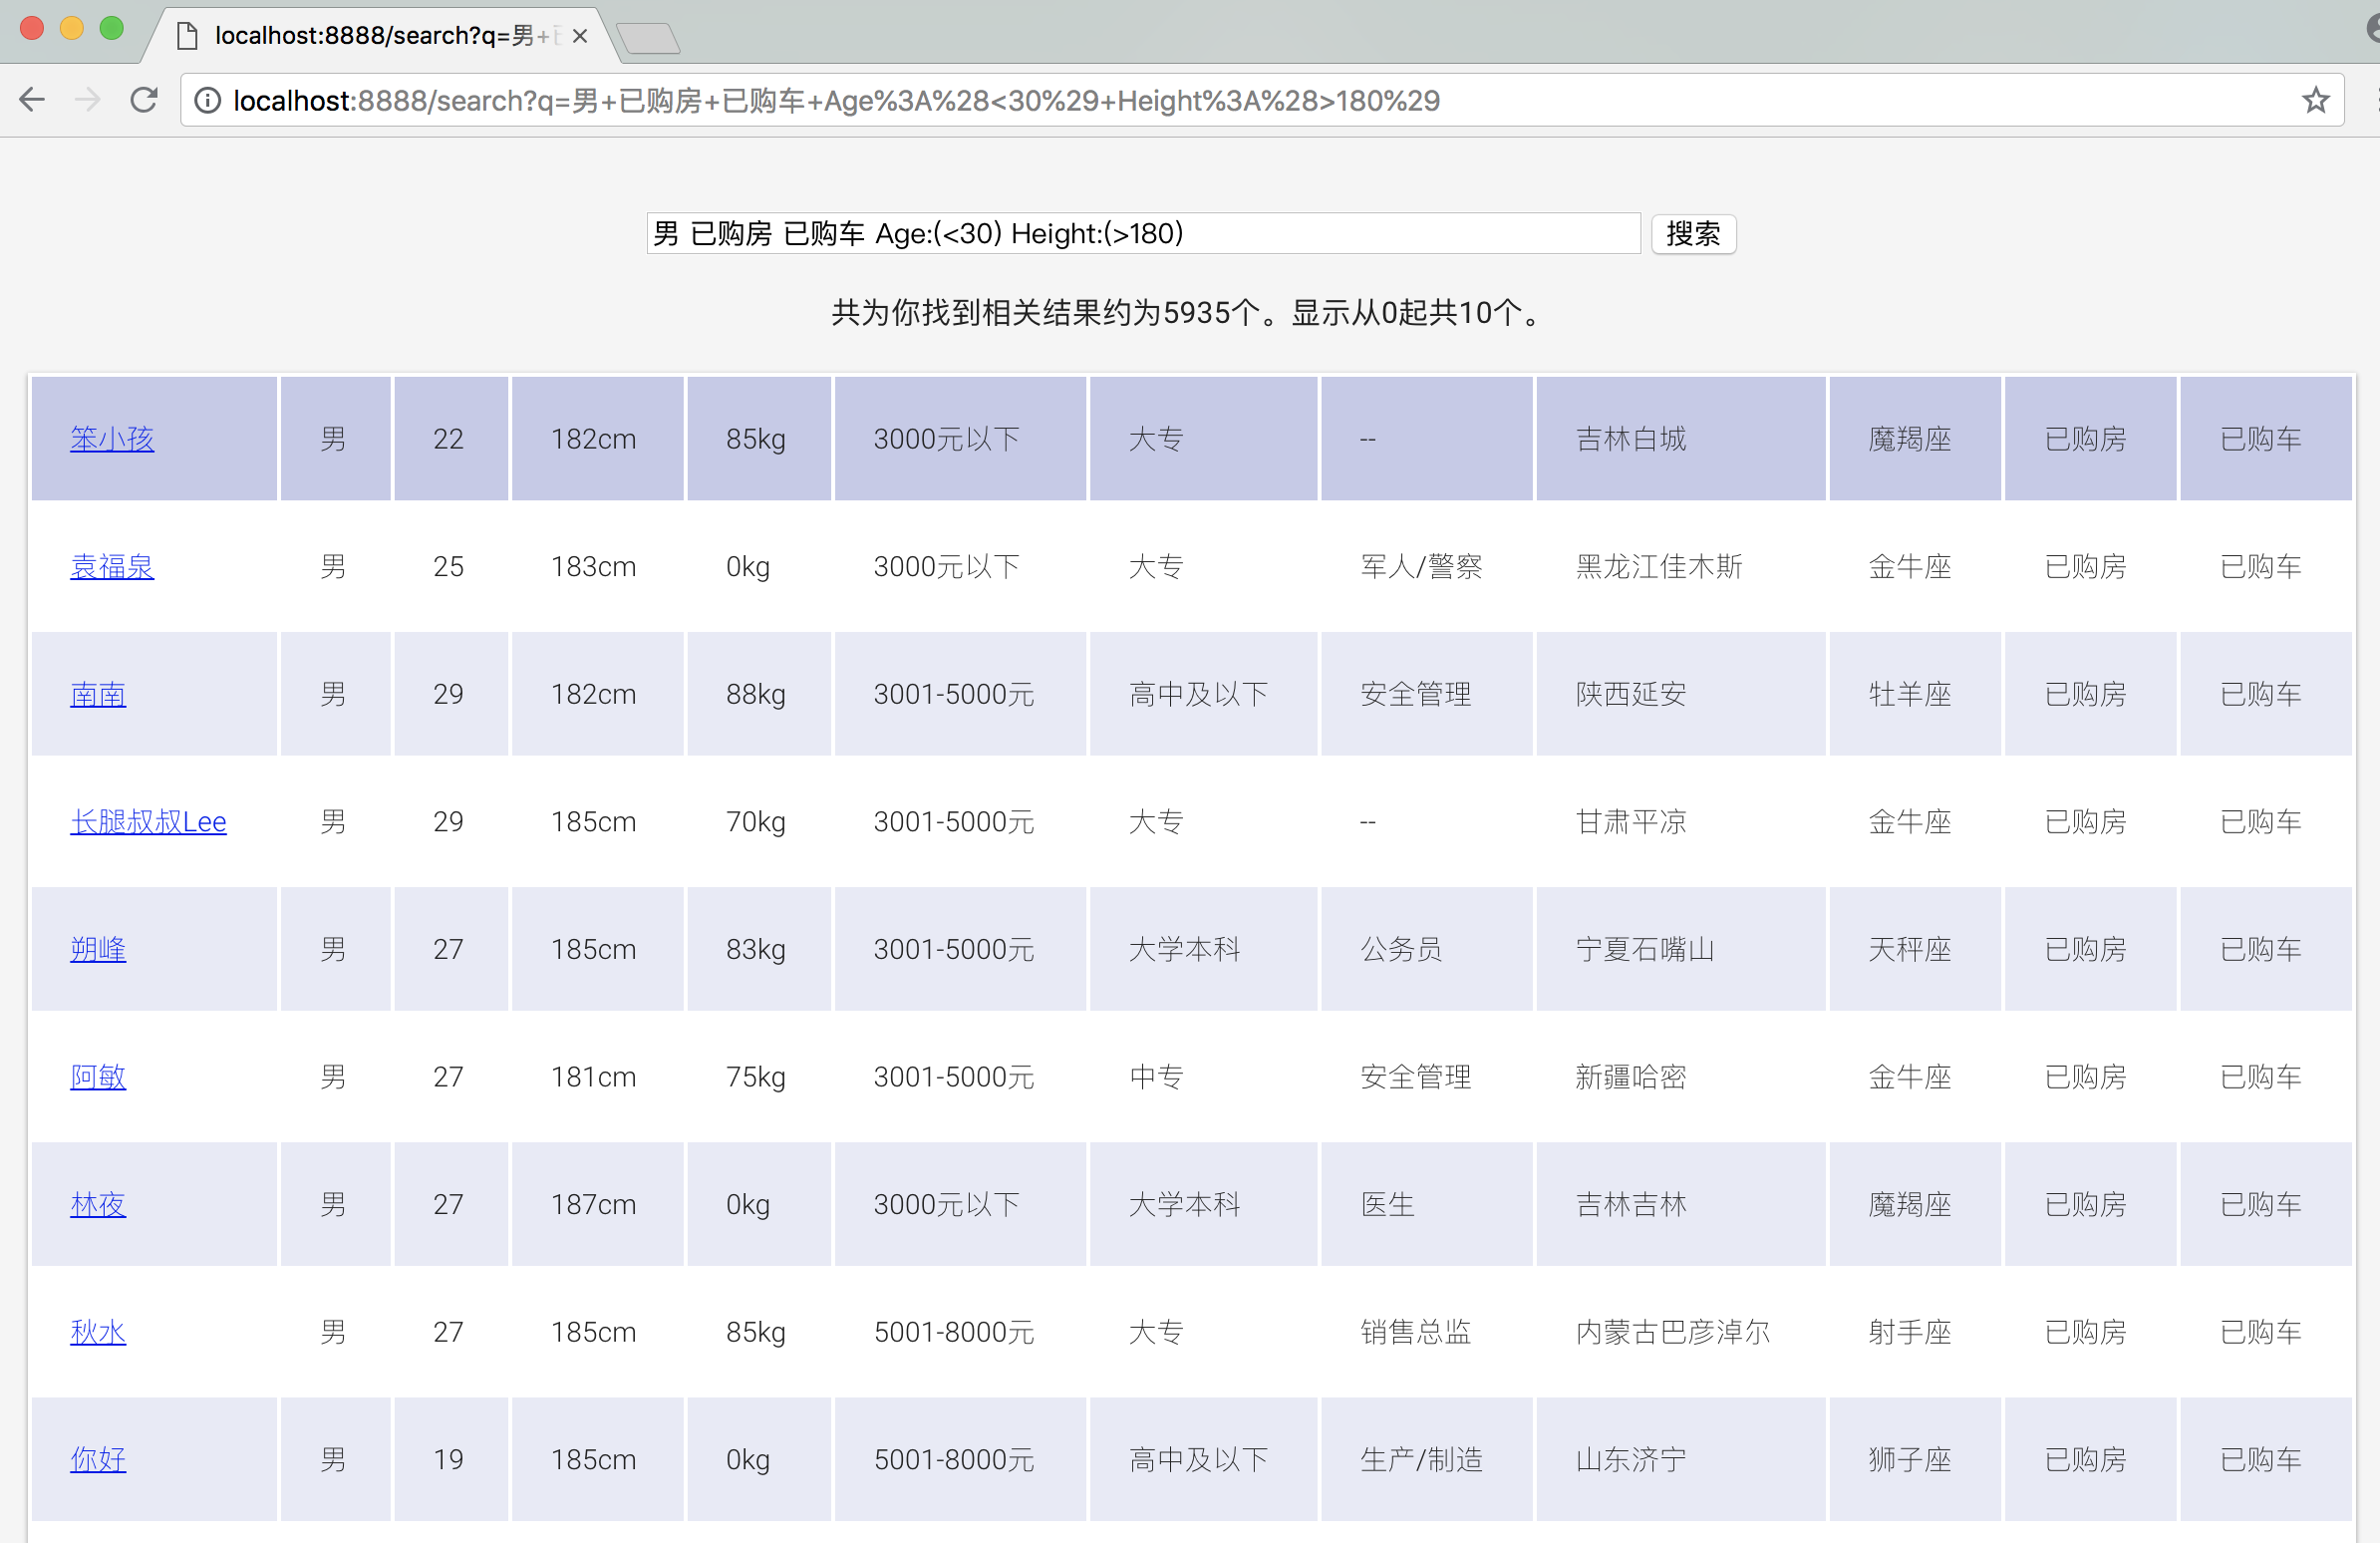 localhost:8888/search?q=男+
localhost:8888/search?q=男+已购房+已购车+Age%3A%28<30%29+Height%3A%28>180%29
男 已购房 已购车 Age:(<30) Height:(>180) 搜索
共为你找到相关结果约为5935个。显示从0起共10个。
笨小孩 男 22 182cm 85kg 3000元以下 大专 -- 吉林白城 魔羯座 已购房 已购车
袁福泉 男 25 183cm 0kg 3000元以下 大专 军人/警察 黑龙江佳木斯 金牛座 已购房 已购车
南南 男 29 182cm 88kg 3001-5000元 高中及以下 安全管理 陕西延安 牡羊座 已购房 已购车
长腿叔叔Lee 男 29 185cm 70kg 3001-5000元 大专 -- 甘肃平凉 金牛座 已购房 已购车
朔峰 男 27 185cm 83kg 3001-5000元 大学本科 公务员 宁夏石嘴山 天秤座 已购房 已购车
阿敏 男 27 181cm 75kg 3001-5000元 中专 安全管理 新疆哈密 金牛座 已购房 已购车
林夜 男 27 187cm 0kg 3000元以下 大学本科 医生 吉林吉林 魔羯座 已购房 已购车
秋水 男 27 185cm 85kg 5001-8000元 大专 销售总监 内蒙古巴彦淖尔 射手座 已购房 已购车
你好 男 19 185cm 0kg 5001-8000元 高中及以下 生产/制造 山东济宁 狮子座 已购房 已购车